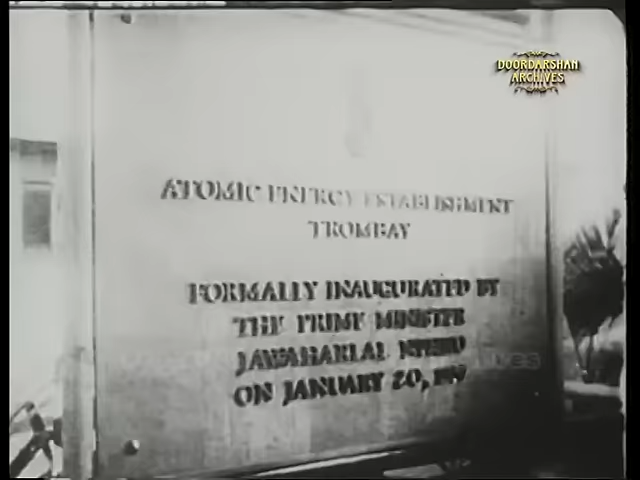 DOORDARSHAN
ARCHIVES
ATOMIC ENERGY ESTABLISHMENT
TROMBAY
FORMALLY INAUGURATED BY
THE PRIME MINISTER
JAWAHARLAL NEHRU
ON JANUARY 20,